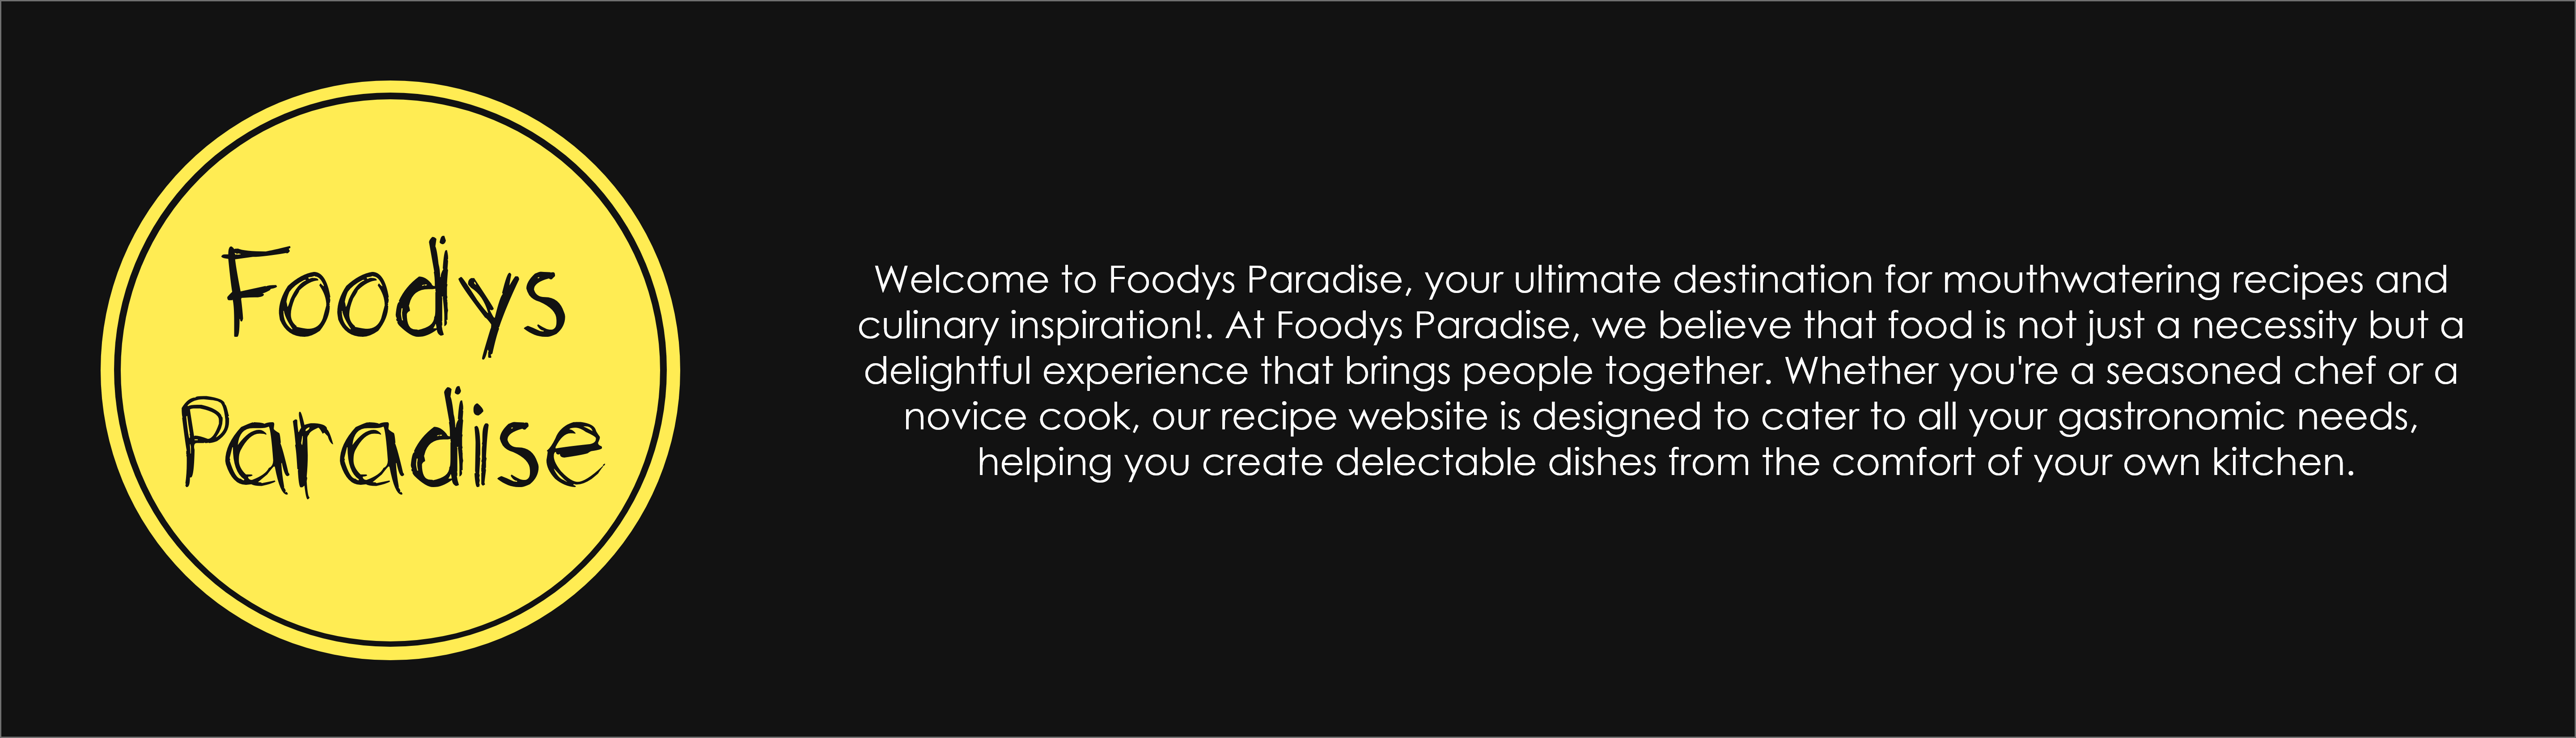 Foodys
Paradise
Welcome to Foodys Paradise, your ultimate destination for mouthwatering recipes and
culinary inspiration!. At Foodys Paradise, we believe that food is not just a necessity but a
delightful experience that brings people together. Whether you're a seasoned chef or a
novice cook, our recipe website is designed to cater to all your gastronomic needs,
helping you create delectable dishes from the comfort of your own kitchen.